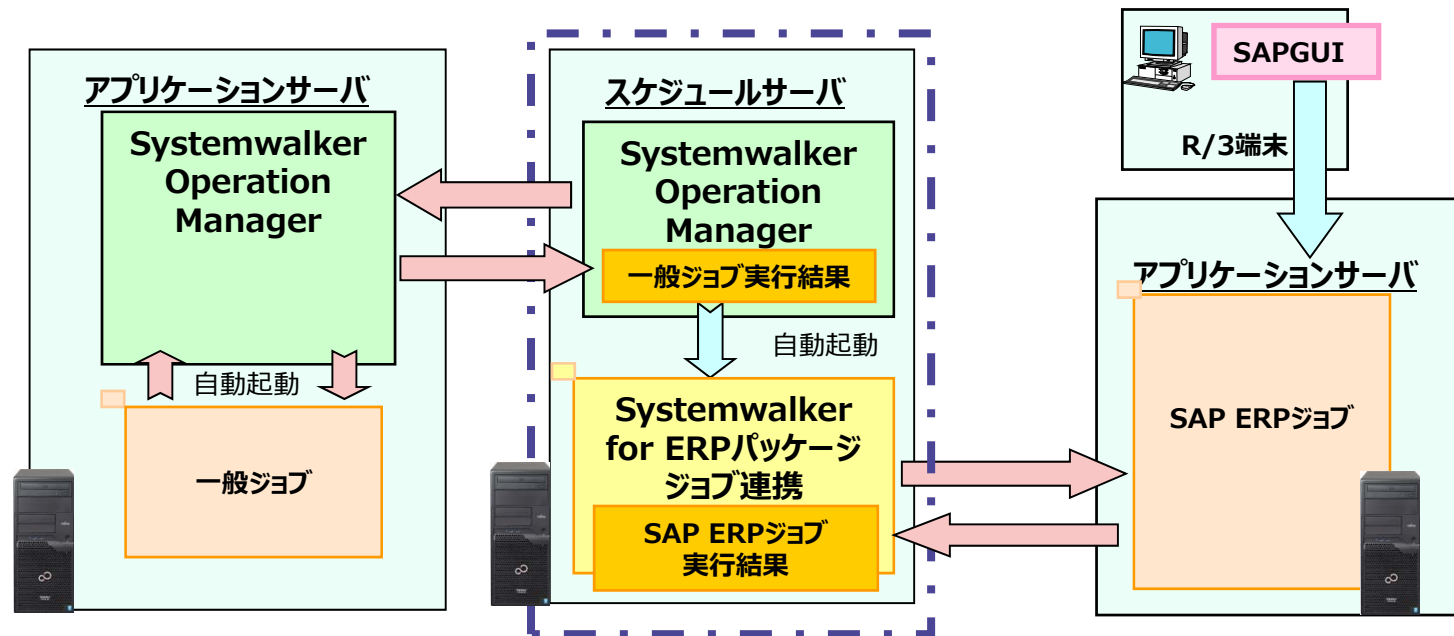 アプリケーションサーバ
Systemwalker
Operation
Manager
自動起動
一般ジョブ
スケジュールサーバ
Systemwalker
Operation
Manager
一般ジョブ実行結果
自動起動
Systemwalker
for ERPパッケージ
ジョブ連携
SAP ERPジョブ
実行結果
SAPGUI
R/3端末
アプリケーションサーバ
SAP ERPジョブ